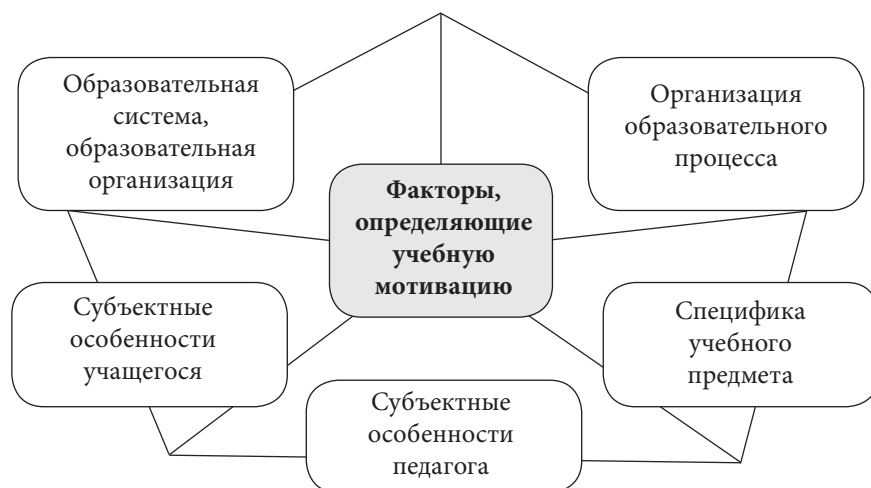 Образовательная
система,
образовательная
организация
Организация
образовательного
процесса
Факторы,
определяющие
учебную
мотивацию
Субъектные
особенности
учащегося
Специфика
учебного
предмета
Субъектные
особенности
педагога